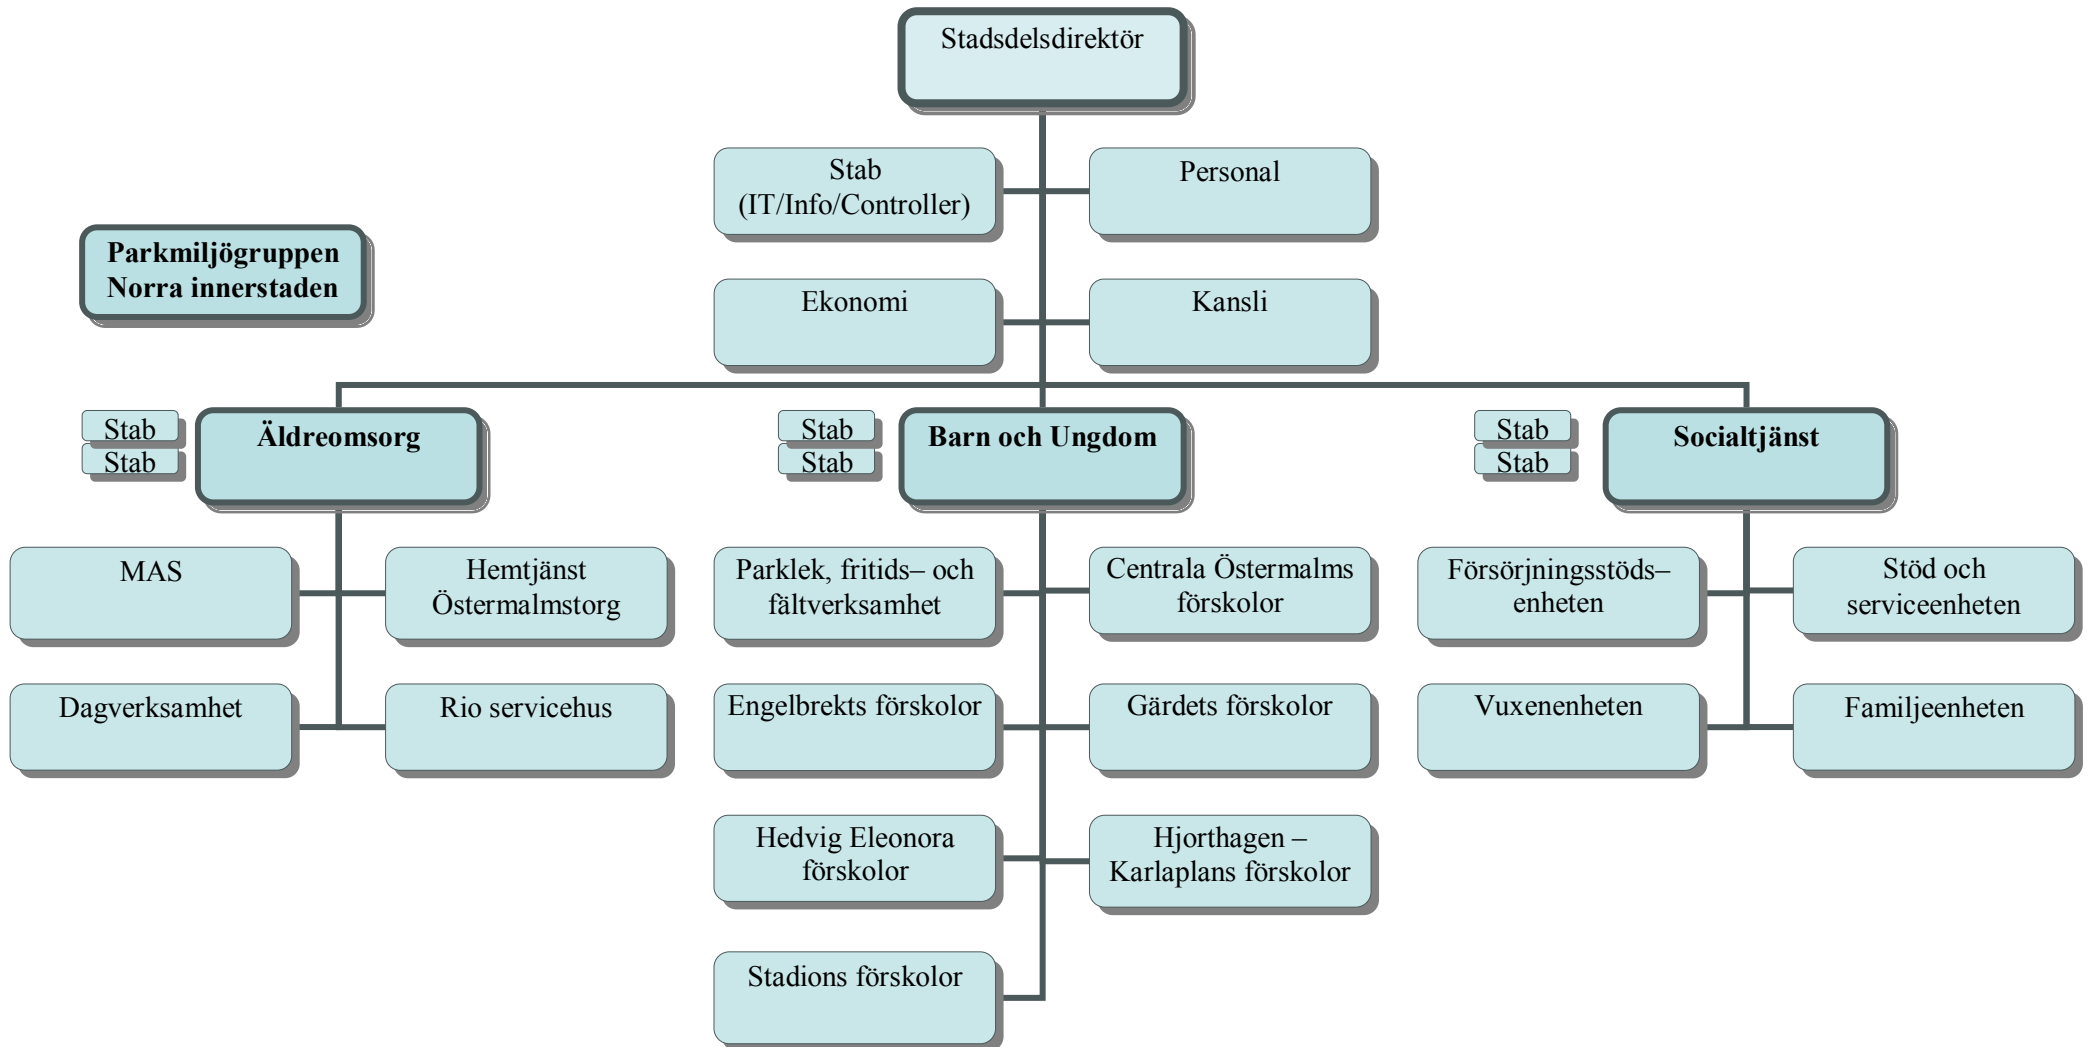 Stadsdelsdirektör
Stab
(IT/Info/Controller)
Personal
Parkmiljögruppen
Norra innerstaden
Ekonomi
Kansli
Stab
Stab
Äldreomsorg
Stab
Stab
Barn och Ungdom
Stab
Stab
Socialtjänst
MAS
Hemtjänst
Östermalmstorg
Parklek, fritids– och
fältverksamhet
Centrala Östermalms
förskolor
Försörjningsstöds–
enheten
Stöd och
serviceenheten
Dagverksamhet
Rio servicehus
Engelbrekts förskolor
Gärdets förskolor
Vuxenenheten
Familjeenheten
Hedvig Eleonora
förskolor
Hjorthagen –
Karlaplans förskolor
Stadions förskolor